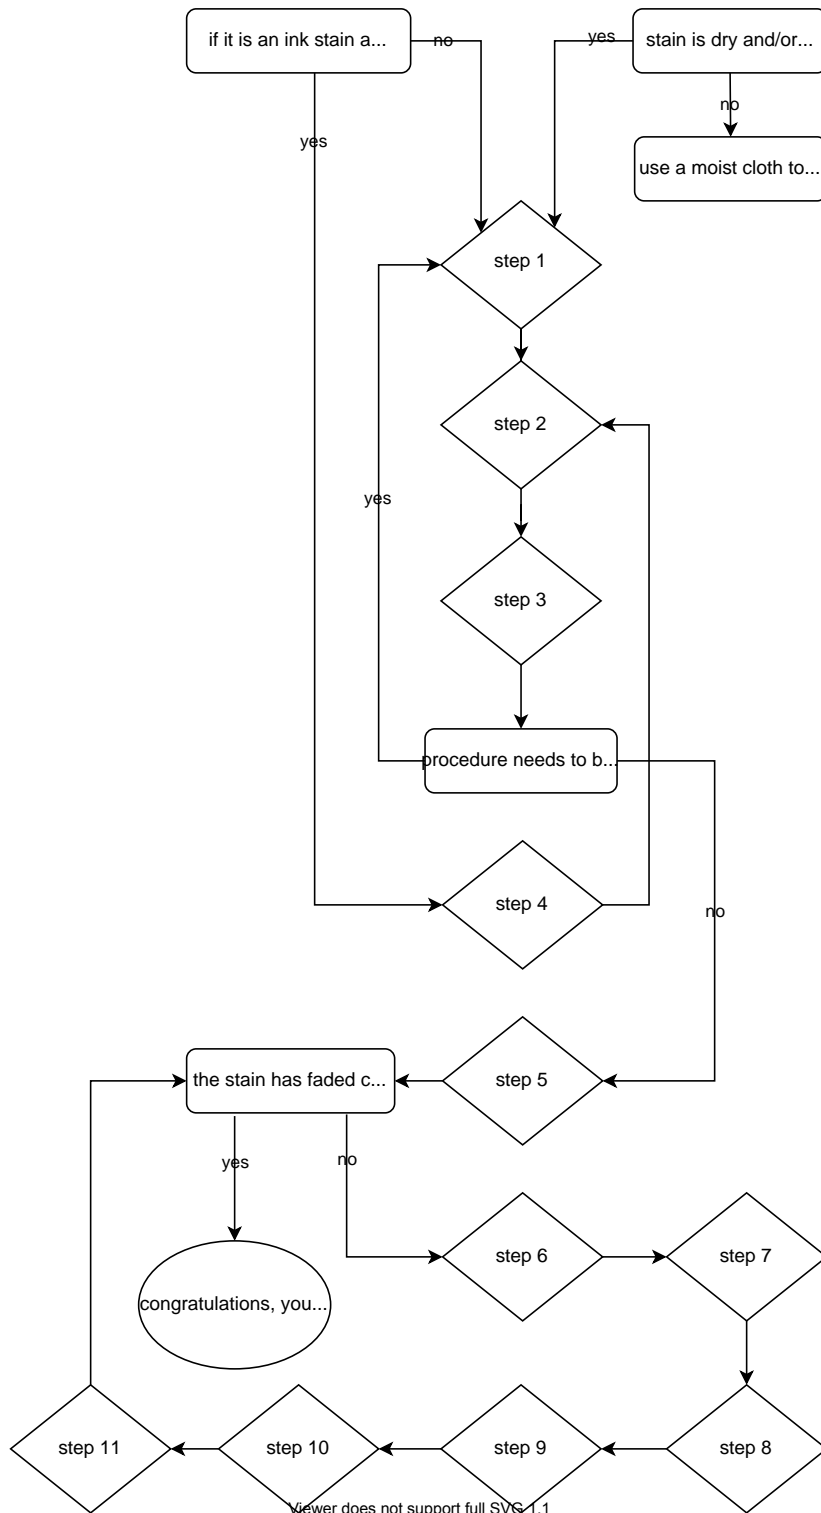 if it is an ink stain a...
no
yes
stain is dry and/or...
yes
no
use a moist cloth to...
step 1
step 2
yes
step 3
procedure needs to b...
step 4
no
the stain has faded c...
step 5
yes
no
step 6
step 7
congratulations, you...
step 11
step 10
step 9
step 8
Viewer does not support full SVG 1.1